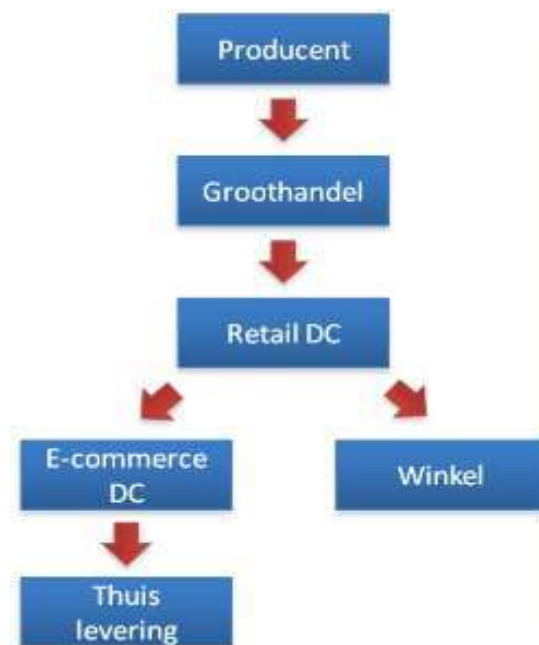 Producent
Groothandel
Retail DC
E-commerce
DC
Winkel
Thuis
levering